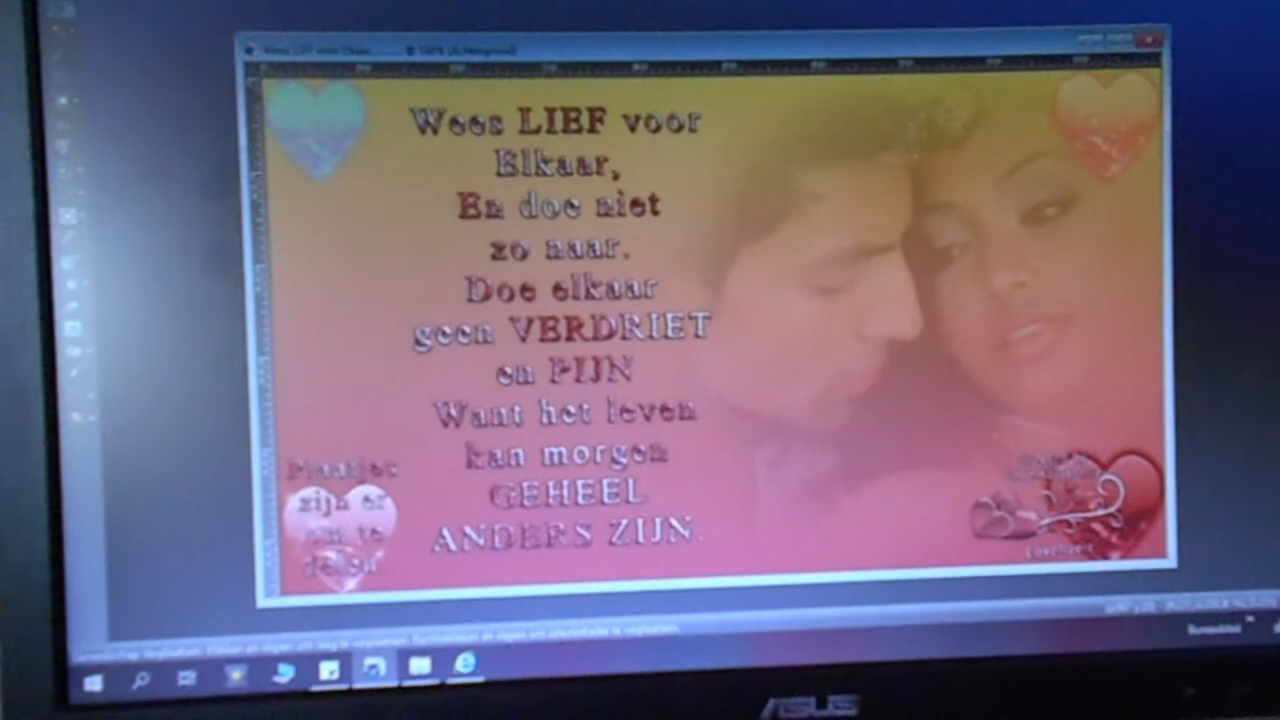 Wees LIEF voor
Elkaar,
En doe niet
zo naar.
Doe elkaar
geen VERDRIET
en PIJN
Want het leven
kan morgen
GEHEEL
ANDERS ZIJN.
Plaatjes
zijn er
om te
delen
ASUS